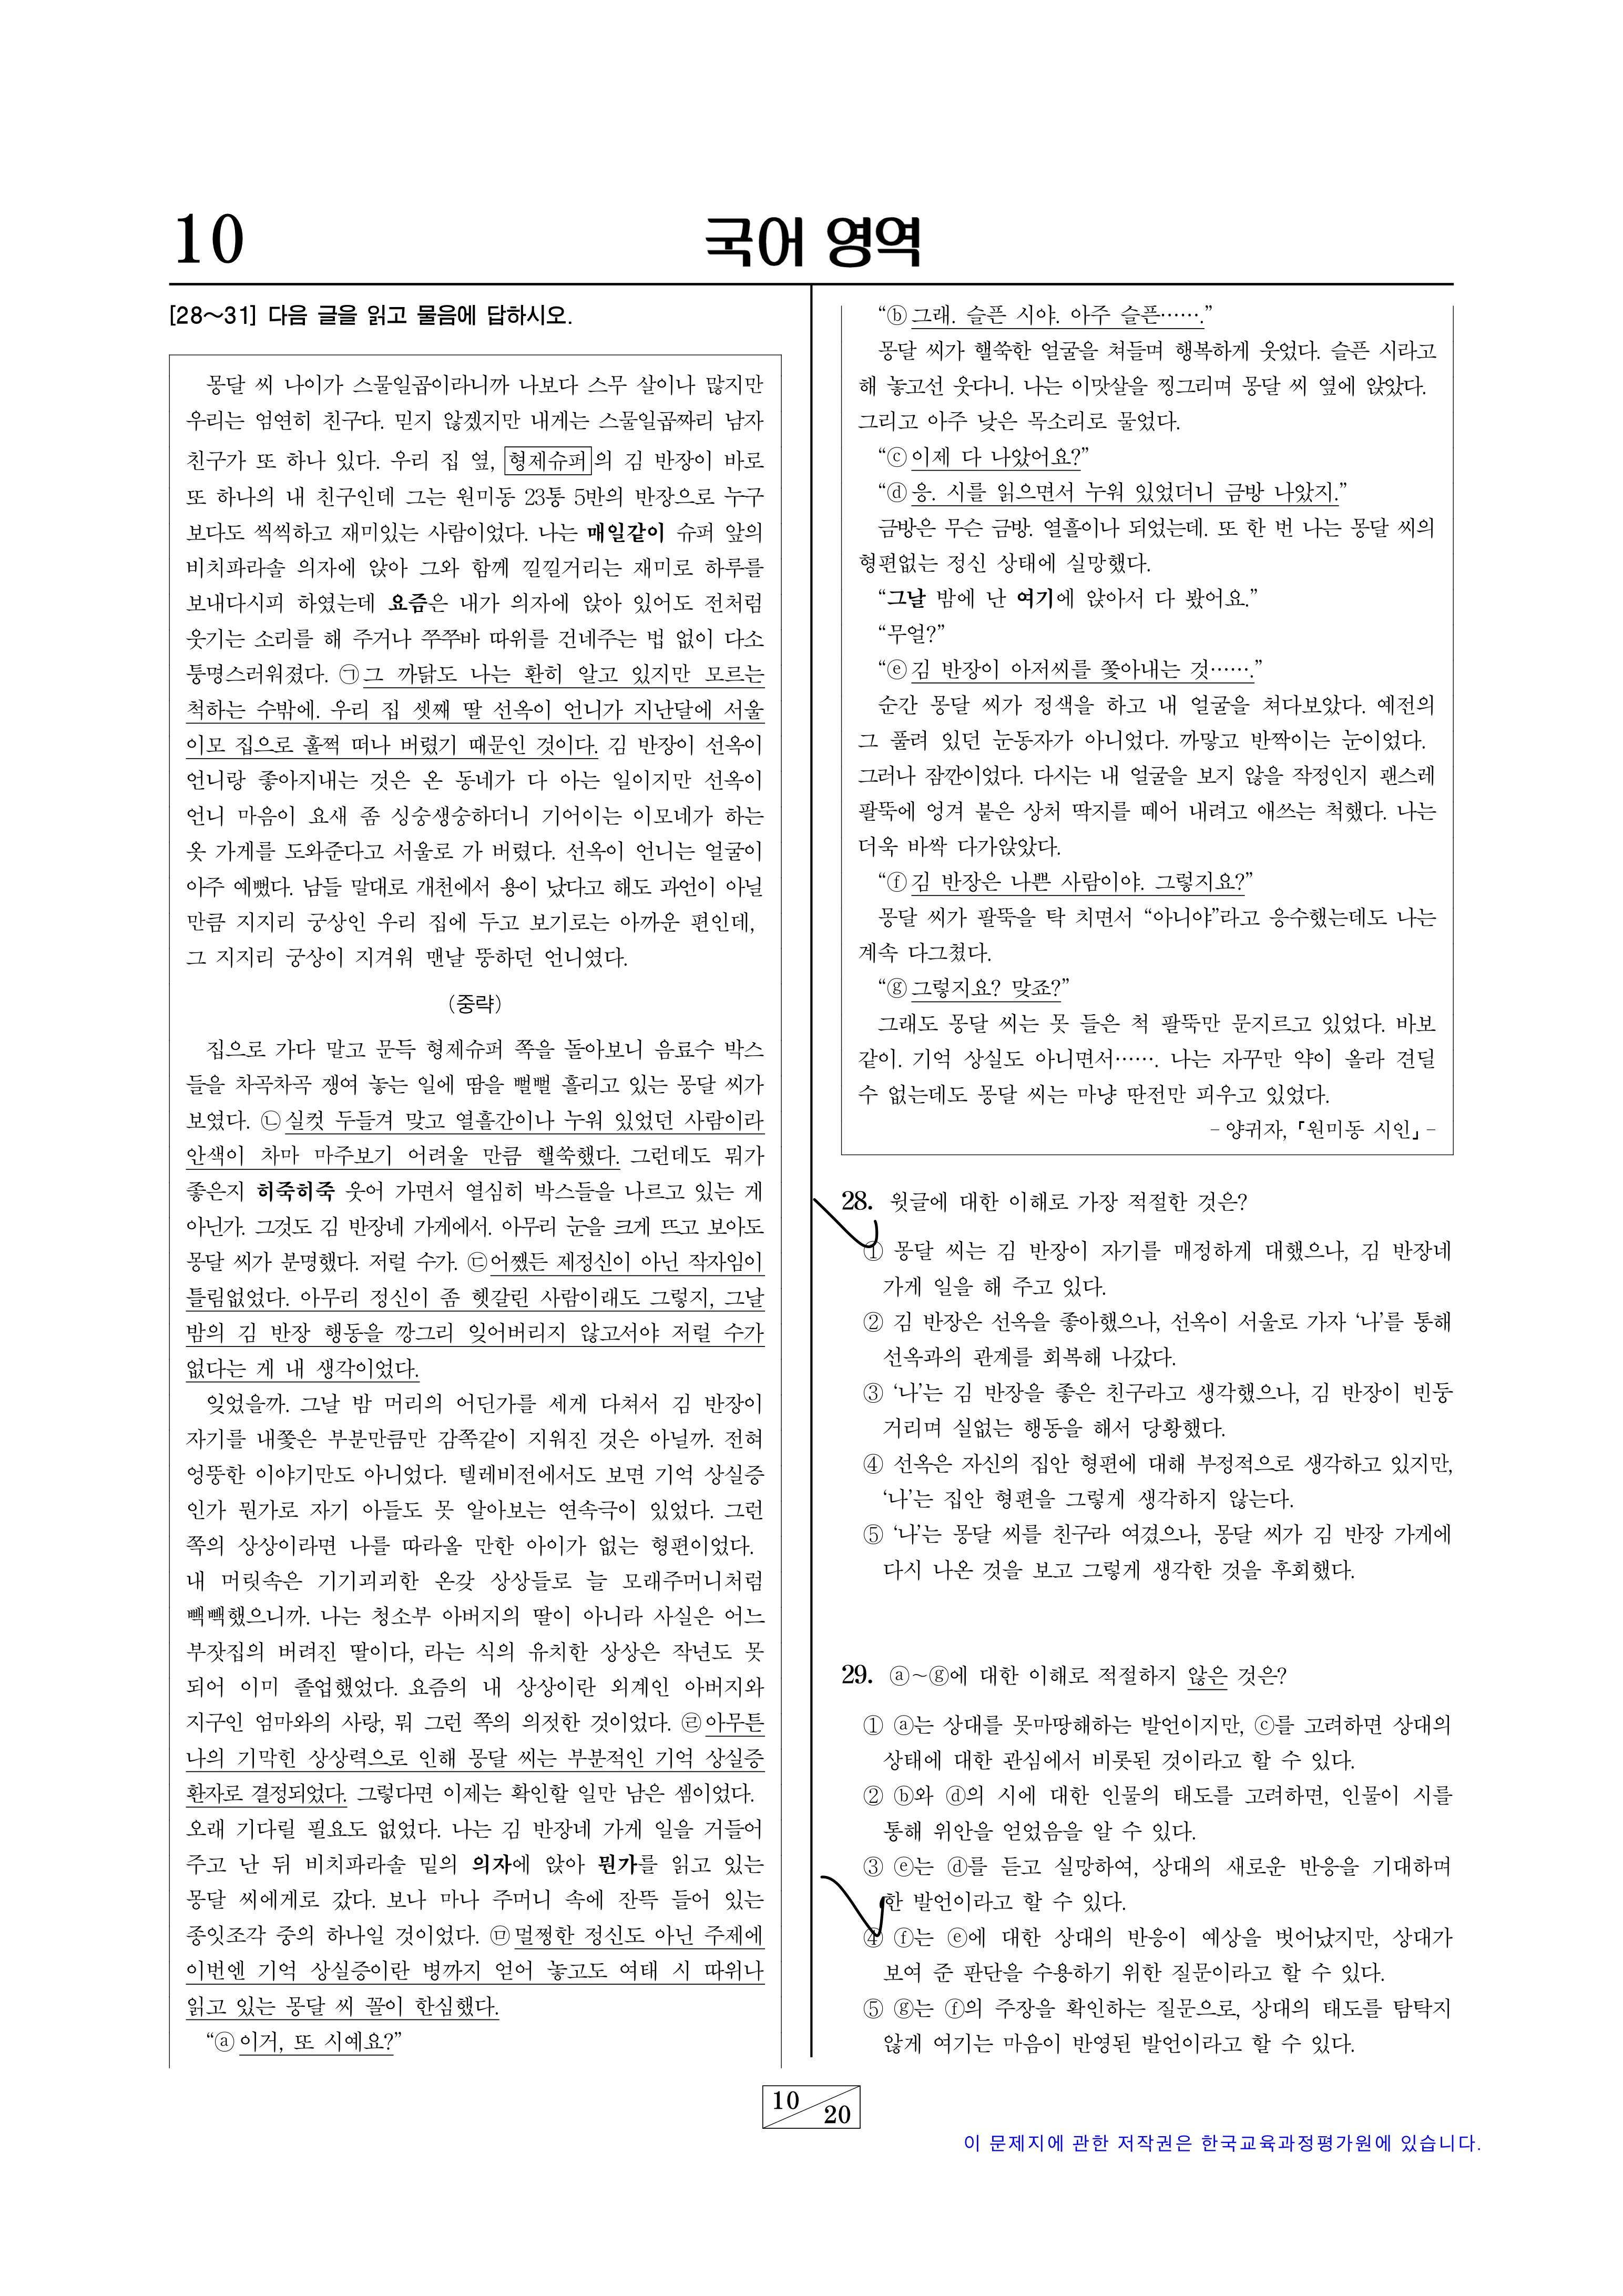 10
국어 영역
[28~31] 다음 글을 읽고 물음에 답하시오.
몽달 씨 나이가 스물일곱이라니까 나보다 스무 살이나 많지만
우리는 엄연히 친구다. 믿지 않겠지만 내게는 스물일곱짜리 남자
친구가 또 하나 있다. 우리 집 옆, 형제슈퍼의 김 반장이 바로
또 하나의 내 친구인데 그는 원미동 23통 5반의 반장으로 누구
보다도 씩씩하고 재미있는 사람이었다. 나는 매일같이 슈퍼 앞의
비치파라솔 의자에 앉아 그와 함께 낄낄거리는 재미로 하루를
보내다시피 하였는데 요즘은 내가 의자에 앉아 있어도 전처럼
웃기는 소리를 해 주거나 쭈쭈바 따위를 건네주는 법 없이 다소
퉁명스러워졌다. ㉠그 까닭도 나는 환히 알고 있지만 모르는
척하는 수밖에. 우리 집 셋째 딸 선옥이 언니가 지난달에 서울
이모 집으로 훌쩍 떠나 버렸기 때문인 것이다. 김 반장이 선옥이
언니랑 좋아지내는 것은 온 동네가 다 아는 일이지만 선옥이
언니 마음이 요새 좀 싱숭생숭하더니 기어이는 이모네가 하는
옷 가게를 도와준다고 서울로 가 버렸다. 선옥이 언니는 얼굴이
아주 예뻤다. 남들 말대로 개천에서 용이 났다고 해도 과언이 아닐
만큼 지지리 궁상인 우리 집에 두고 보기로는 아까운 편인데,
그 지지리 궁상이 지겨워 맨날 뚱하던 언니였다.
(중략)
집으로 가다 말고 문득 형제슈퍼 쪽을 돌아보니 음료수 박스
들을 차곡차곡 쟁여 놓는 일에 땀을 뻘뻘 흘리고 있는 몽달 씨가
보였다. ㉡실컷 두들겨 맞고 열흘간이나 누워 있었던 사람이라
안색이 차마 마주보기 어려울 만큼 핼쑥했다. 그런데도 뭐가
좋은지 히죽히죽 웃어 가면서 열심히 박스들을 나르고 있는 게
아닌가. 그것도 김 반장네 가게에서. 아무리 눈을 크게 뜨고 보아도
몽달 씨가 분명했다. 저럴 수가. ㉢어쨌든 제정신이 아닌 작자임이
틀림없었다. 아무리 정신이 좀 헷갈린 사람이래도 그렇지, 그날
밤의 김 반장 행동을 깡그리 잊어버리지 않고서야 저럴 수가
없다는 게 내 생각이었다.
잊었을까. 그날 밤 머리의 어딘가를 세게 다쳐서 김 반장이
자기를 내쫓은 부분만큼만 감쪽같이 지워진 것은 아닐까. 전혀
엉뚱한 이야기만도 아니었다. 텔레비전에서도 보면 기억 상실증
인가 뭔가로 자기 아들도 못 알아보는 연속극이 있었다. 그런
쪽의 상상이라면 나를 따라올 만한 아이가 없는 형편이었다.
내 머릿속은 기기괴괴한 온갖 상상들로 늘 모래주머니처럼
빽빽했으니까. 나는 청소부 아버지의 딸이 아니라 사실은 어느
부잣집의 버려진 딸이다, 라는 식의 유치한 상상은 작년도 못
되어 이미 졸업했었다. 요즘의 내 상상이란 외계인 아버지와
지구인 엄마와의 사랑, 뭐 그런 쪽의 의젓한 것이었다. ㉣아무튼
나의 기막힌 상상력으로 인해 몽달 씨는 부분적인 기억 상실증
환자로 결정되었다. 그렇다면 이제는 확인할 일만 남은 셈이었다.
오래 기다릴 필요도 없었다. 나는 김 반장네 가게 일을 거들어
주고 난 뒤 비치파라솔 밑의 의자에 앉아 뭔가를 읽고 있는
몽달 씨에게로 갔다. 보나 마나 주머니 속에 잔뜩 들어 있는
종잇조각 중의 하나일 것이었다. ㉤멀쩡한 정신도 아닌 주제에
이번엔 기억 상실증이란 병까지 얻어 놓고도 여태 시 따위나
읽고 있는 몽달 씨 꼴이 한심했다.
“ⓐ이거, 또 시예요?”
“ⓑ그래. 슬픈 시야. 아주 슬픈…….”
몽달 씨가 핼쑥한 얼굴을 쳐들며 행복하게 웃었다. 슬픈 시라고
해 놓고선 웃다니. 나는 이맛살을 찡그리며 몽달 씨 옆에 앉았다.
그리고 아주 낮은 목소리로 물었다.
“ⓒ이제 다 나았어요?”
“ⓓ응. 시를 읽으면서 누워 있었더니 금방 나았지.”
금방은 무슨 금방. 열흘이나 되었는데. 또 한 번 나는 몽달 씨의
형편없는 정신 상태에 실망했다.
“그날 밤에 난 여기에 앉아서 다 봤어요.”
“무얼?”
“ⓔ김 반장이 아저씨를 쫓아내는 것…….”
순간 몽달 씨가 정색을 하고 내 얼굴을 쳐다보았다. 예전의
그 풀려 있던 눈동자가 아니었다. 까맣고 반짝이는 눈이었다.
그러나 잠깐이었다. 다시는 내 얼굴을 보지 않을 작정인지 괜스레
팔뚝에 엉겨 붙은 상처 딱지를 떼어 내려고 애쓰는 척했다. 나는
더욱 바싹 다가앉았다.
“ⓕ김 반장은 나쁜 사람이야. 그렇지요?”
몽달 씨가 팔뚝을 탁 치면서 “아니야”라고 응수했는데도 나는
계속 다그쳤다.
“ⓖ그렇지요? 맞죠?”
그래도 몽달 씨는 못 들은 척 팔뚝만 문지르고 있었다. 바보
같이. 기억 상실도 아니면서……. 나는 자꾸만 약이 올라 견딜
수 없는데도 몽달 씨는 마냥 딴전만 피우고 있었다.
- 양귀자, 「원미동 시인」 -
28. 윗글에 대한 이해로 가장 적절한 것은?
① 몽달 씨는 김 반장이 자기를 매정하게 대했으나, 김 반장네
가게 일을 해 주고 있다.
② 김 반장은 선옥을 좋아했으나, 선옥이 서울로 가자 ‘나’를 통해
선옥과의 관계를 회복해 나갔다.
③ ‘나’는 김 반장을 좋은 친구라고 생각했으나, 김 반장이 빈둥
거리며 실없는 행동을 해서 당황했다.
④ 선옥은 자신의 집안 형편에 대해 부정적으로 생각하고 있지만,
‘나’는 집안 형편을 그렇게 생각하지 않는다.
⑤ ‘나’는 몽달 씨를 친구라 여겼으나, 몽달 씨가 김 반장 가게에
다시 나온 것을 보고 그렇게 생각한 것을 후회했다.
29. ⓐ~ⓖ에 대한 이해로 적절하지 않은 것은?
① ⓐ는 상대를 못마땅해하는 발언이지만, ⓒ를 고려하면 상대의
상태에 대한 관심에서 비롯된 것이라고 할 수 있다.
② ⓑ와 ⓓ의 시에 대한 인물의 태도를 고려하면, 인물이 시를
통해 위안을 얻었음을 알 수 있다.
③ ⓔ는 ⓓ를 듣고 실망하여, 상대의 새로운 반응을 기대하며
한 발언이라고 할 수 있다.
④ ⓕ는 ⓔ에 대한 상대의 반응이 예상을 벗어났지만, 상대가
보여 준 판단을 수용하기 위한 질문이라고 할 수 있다.
⑤ ⓖ는 ⓕ의 주장을 확인하는 질문으로, 상대의 태도를 탐탁지
않게 여기는 마음이 반영된 발언이라고 할 수 있다.
10
20
이 문제지에 관한 저작권은 한국교육과정평가원에 있습니다.